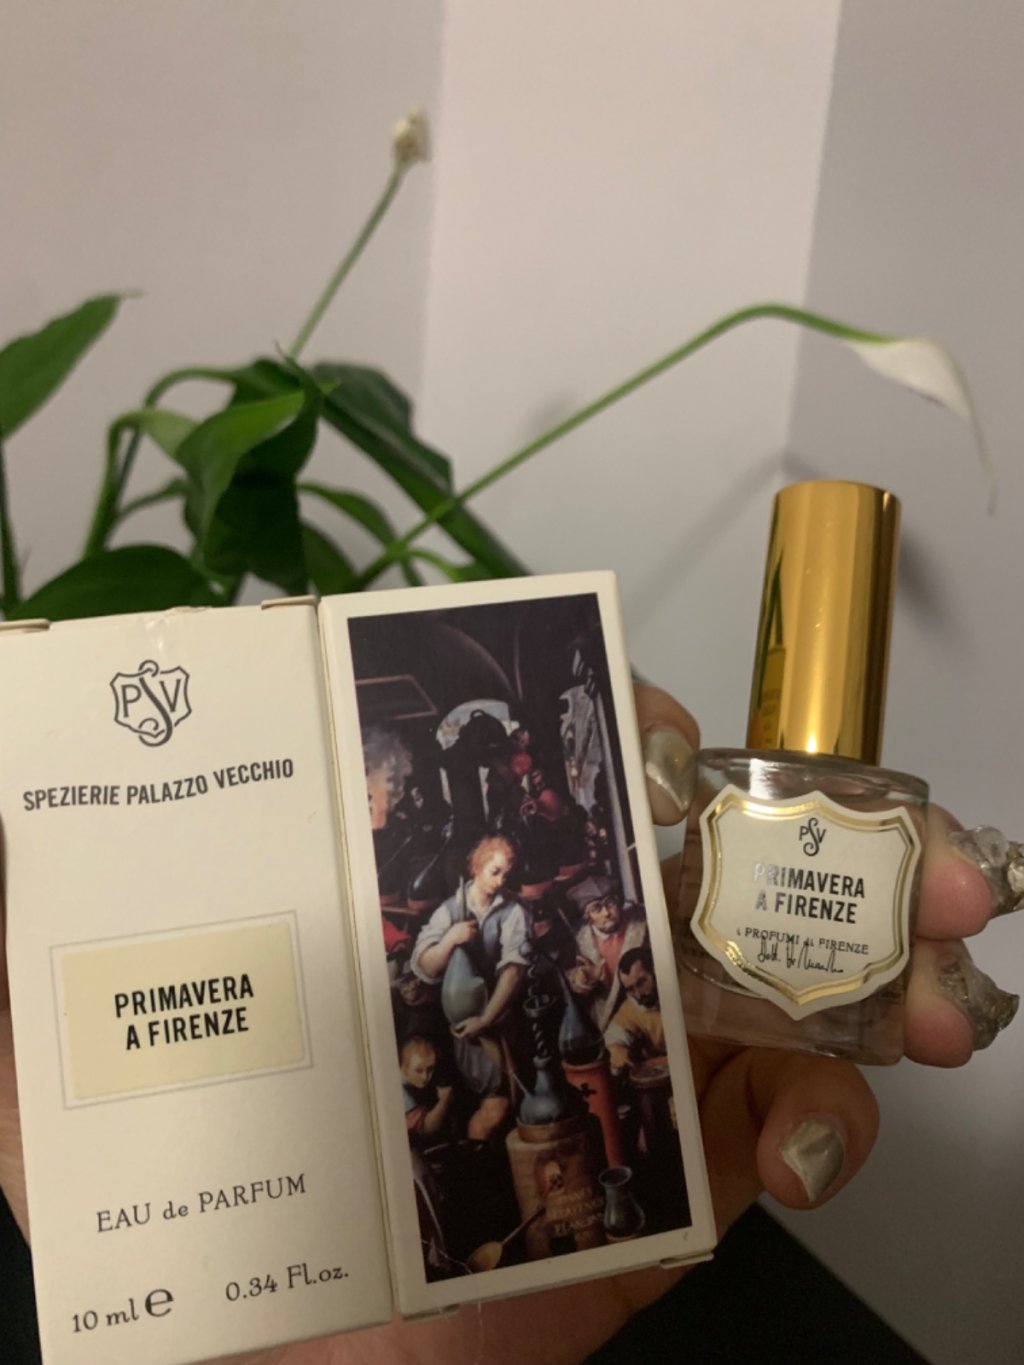 PSV
SPEZIERIE PALAZZO VECCHIO
PRIMAVERA
A FIRENZE
EAU de PARFUM
10 ml e 0.34 Fl.oz.
PSV
PRIMAVERA
A FIRENZE
i PROFUMI di FIRENZE